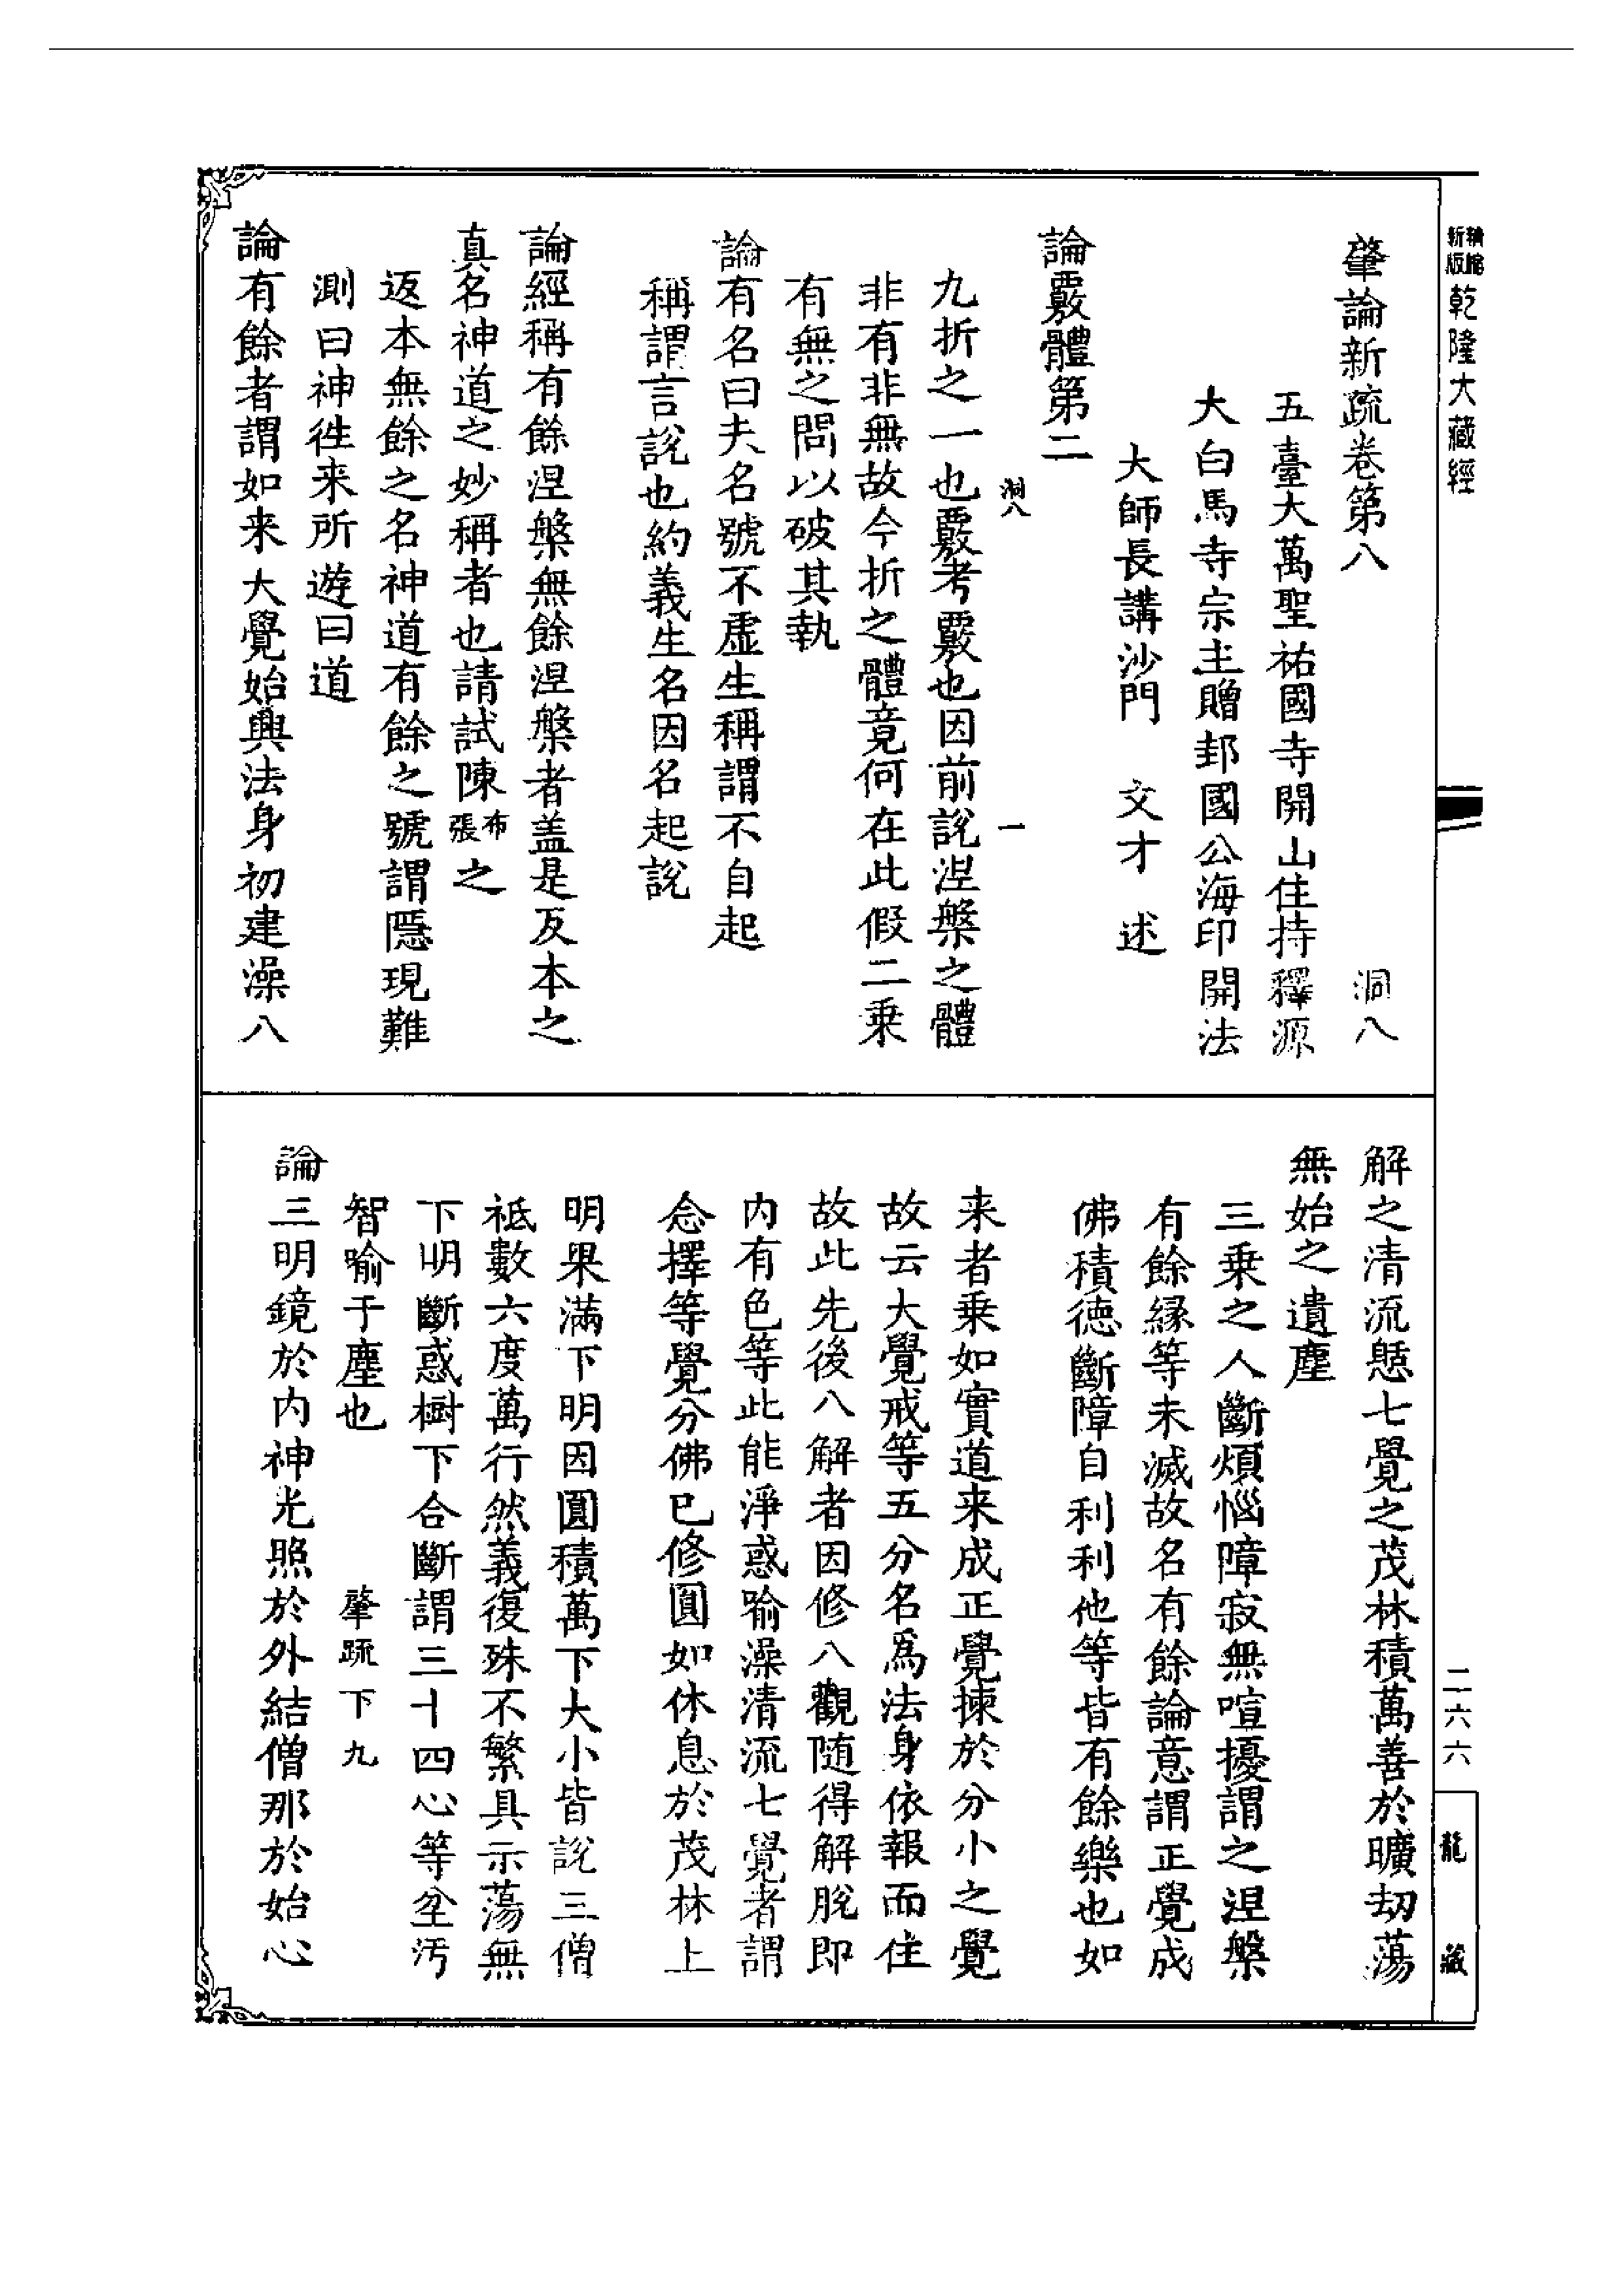 精縮新版乾隆大藏經
肇論新疏卷第八 洞八
五臺大萬聖祐國寺開山住持釋源
大白馬寺宗主贈邽國公海印開法
大師長講沙門 文才 述
論覈體第二
洞八 一
九折之一也覈考覈也因前說涅槃之體
非有非無故今折之體竟何在此假二乗
有無之問以破其執
論有名曰夫名號不虛生稱謂不自起
稱謂言說也約義生名因名起說
論經稱有餘涅槃無餘涅槃者盖是返本之
真名神道之妙稱者也請試陳布張之
返本無餘之名神道有餘之號謂隱現難
測曰神徃来所遊曰道
論有餘者謂如来大覺始興法身初建澡八
解之清流憇七覺之茂林積萬善於曠劫蕩
無始之遺塵
三乗之人斷煩惱障寂無喧擾謂之涅槃
有餘縁等未滅故名有餘論意謂正覺成
佛積德斷障自利利他等皆有餘樂也如
来者乗如實道来成正覺揀於分小之覺
故云大覺戒等五分名爲法身依報而住
故此先後八解者因修八觀随得解脫即
内有色等此能淨惑喻澡清流七覺者謂
念擇等覺分佛已修圓如休息於茂林上
明果滿下明因圓積萬下大小皆說三僧
祗數六度萬行然義復殊不繁具示蕩無
下明斷惑樹下合斷謂三十四心等坌汚
智喻于塵也 肇疏下九
論三明鏡於内神光照於外結僧那於始心
二六六
龍 藏